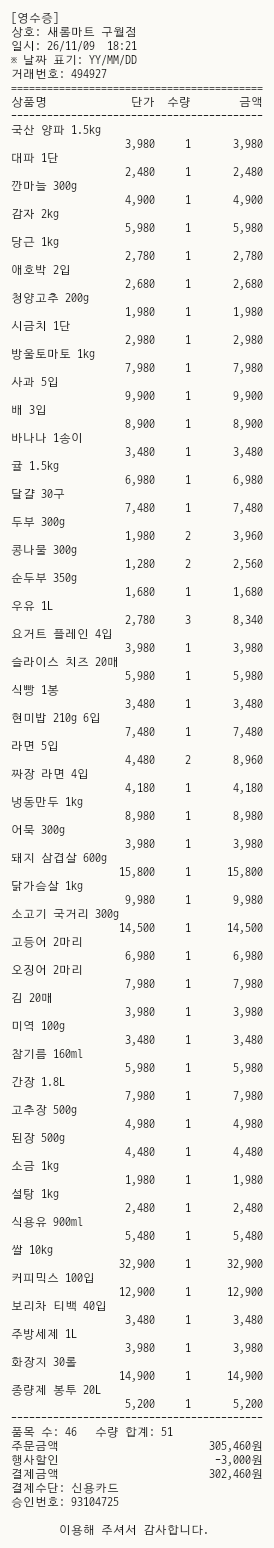 [영수증]
상호: 새롬마트 구월점
일시: 26/11/09  18:21
※ 날짜 표기: YY/MM/DD
거래번호: 494927
==========================================
상품명 단가 수량 금액
------------------------------------------
국산 양파 1.5kg
3,980 1 3,980
대파 1단
2,480 1 2,480
깐마늘 300g
4,900 1 4,900
감자 2kg
5,980 1 5,980
당근 1kg
2,780 1 2,780
애호박 2입
2,680 1 2,680
청양고추 200g
1,980 1 1,980
시금치 1단
2,980 1 2,980
방울토마토 1kg
7,980 1 7,980
사과 5입
9,900 1 9,900
배 3입
8,900 1 8,900
바나나 1송이
3,480 1 3,480
귤 1.5kg
6,980 1 6,980
달걀 30구
7,480 1 7,480
두부 300g
1,980 2 3,960
콩나물 300g
1,280 2 2,560
순두부 350g
1,680 1 1,680
우유 1L
2,780 3 8,340
요거트 플레인 4입
3,980 1 3,980
슬라이스 치즈 20매
5,980 1 5,980
식빵 1봉
3,480 1 3,480
현미밥 210g 6입
7,480 1 7,480
라면 5입
4,480 2 8,960
짜장 라면 4입
4,180 1 4,180
냉동만두 1kg
8,980 1 8,980
어묵 300g
3,980 1 3,980
돼지 삼겹살 600g
15,800 1 15,800
닭가슴살 1kg
9,980 1 9,980
소고기 국거리 300g
14,500 1 14,500
고등어 2마리
6,980 1 6,980
오징어 2마리
7,980 1 7,980
김 20매
3,980 1 3,980
미역 100g
3,480 1 3,480
참기름 160ml
5,980 1 5,980
간장 1.8L
7,980 1 7,980
고추장 500g
4,980 1 4,980
된장 500g
4,480 1 4,480
소금 1kg
1,980 1 1,980
설탕 1kg
2,480 1 2,480
식용유 900ml
5,480 1 5,480
쌀 10kg
32,900 1 32,900
커피믹스 100입
12,900 1 12,900
보리차 티백 40입
3,480 1 3,480
주방세제 1L
3,980 1 3,980
화장지 30롤
14,900 1 14,900
종량제 봉투 20L
5,200 1 5,200
------------------------------------------
품목 수: 46 수량 합계: 51
주문금액 305,460원
행사할인 -3,000원
결제금액 302,460원
결제수단: 신용카드
승인번호: 93104725
이용해 주셔서 감사합니다.